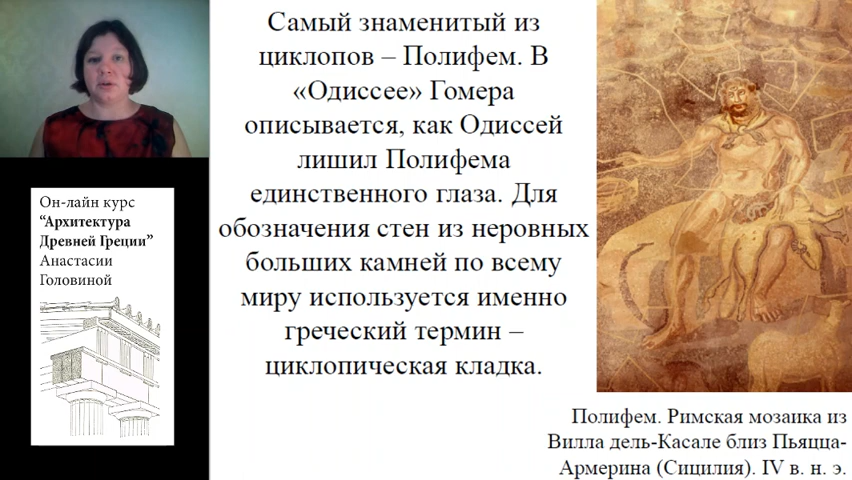 Самый знаменитый из
циклопов – Полифем. В
«Одиссее» Гомера
описывается, как Одиссей
лишил Полифема
единственного глаза. Для
обозначения стен из неровных
больших камней по всему
миру используется именно
греческий термин –
циклопическая кладка.
Он-лайн курс
“Архитектура
Древней Греции”
Анастасии
Головиной
Полифем. Римская мозаика из
Вилла дель-Касале близ Пьяцца-
Армерина (Сицилия). IV в. н. э.